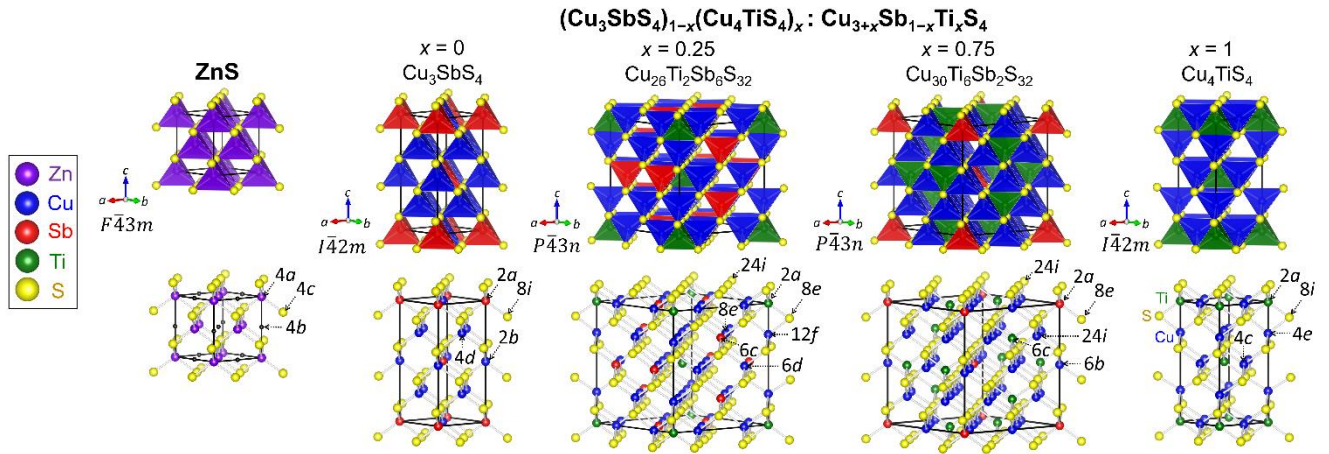 (Cu₃SbS₄)₁₋ₓ(Cu₄TiS₄)ₓ : Cu₃₊ₓSb₁₋ₓTiₓS₄
ZnS
x = 0
Cu₃SbS₄
x = 0.25
Cu₂₆Ti₂Sb₆S₃₂
x = 0.75
Cu₃₀Ti₆Sb₂S₃₂
x = 1
Cu₄TiS₄
Zn
Cu
Sb
Ti
S
c
a b
F4̅3m
c
a b
I4̅2m
c
a b
P4̅3n
c
a b
P4̅3n
c
a b
I4̅2m
4a
4c
4b
2a
8i
2b
4d
24i
2a
8e
8e
12f
6c
6d
24i
2a
8e
24i
6c
6b
Ti
S
Cu
2a
8i
4c
4e